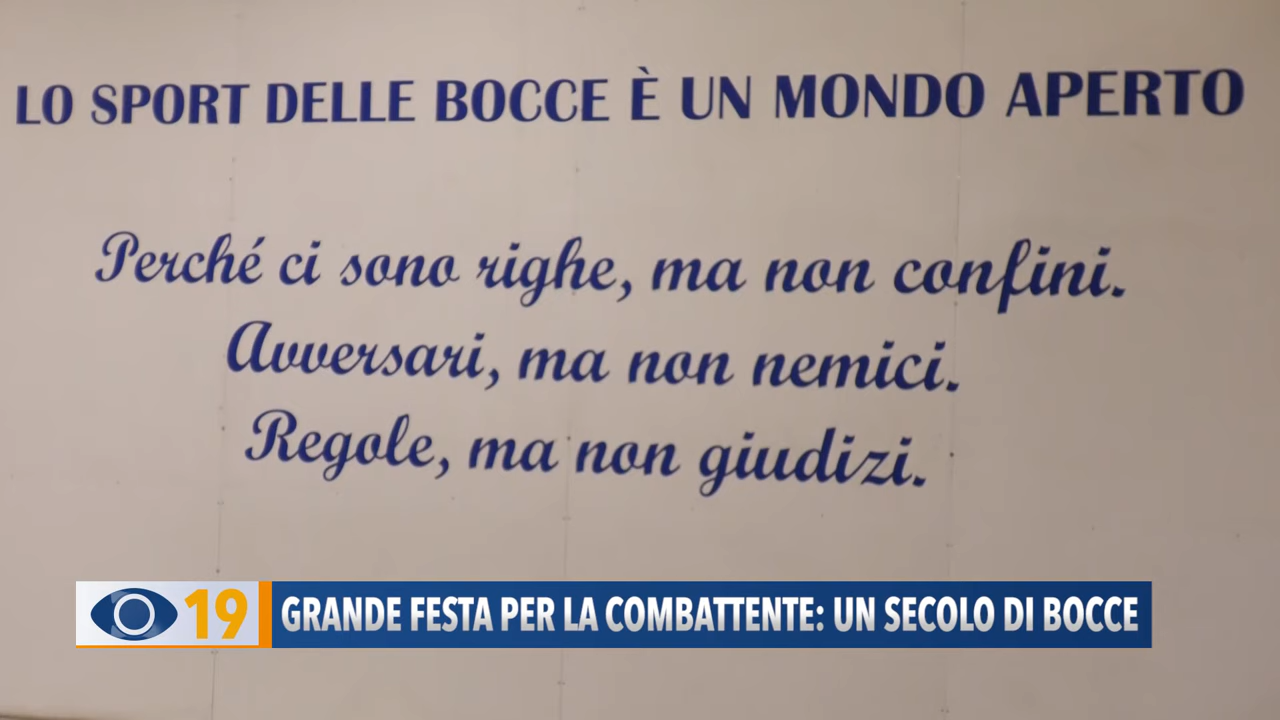 LO SPORT DELLE BOCCE È UN MONDO APERTO
Perché ci sono righe, ma non confini.
Avversari, ma non nemici.
Regole, ma non giudizi.
19
GRANDE FESTA PER LA COMBATTENTE: UN SECOLO DI BOCCE